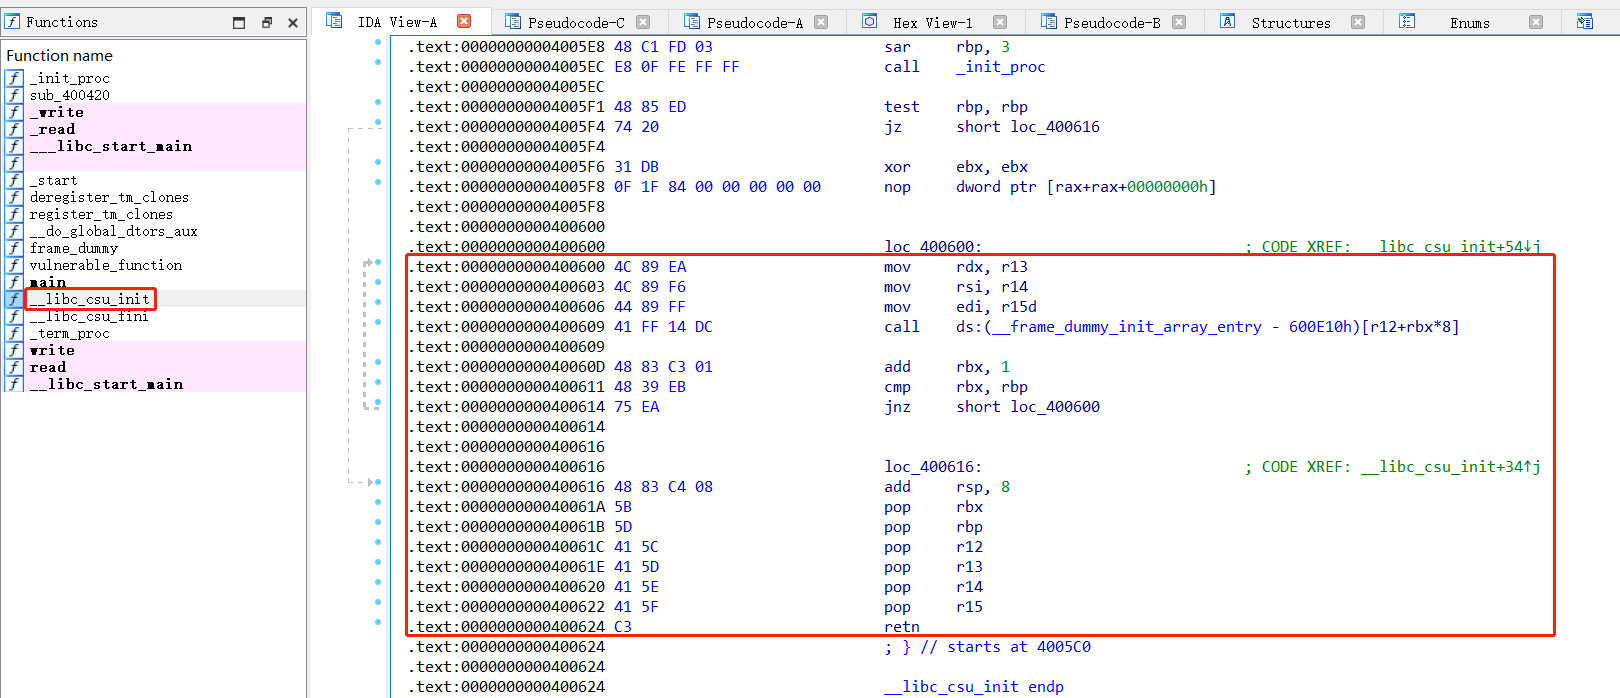 Functions
IDA View-A
Pseudocode-C
Pseudocode-A
Hex View-1
Pseudocode-B
Structures
Enums
Function name
_init_proc
sub_400420
_write
_read
___libc_start_main
_start
deregister_tm_clones
register_tm_clones
__do_global_dtors_aux
frame_dummy
vulnerable_function
main
__libc_csu_init
__libc_csu_fini
_term_proc
write
read
__libc_start_main
.text:00000000004005E8 48 C1 FD 03 sar rbp, 3
.text:00000000004005EC E8 0F FE FF FF call _init_proc
.text:00000000004005EC
.text:00000000004005F1 48 85 ED test rbp, rbp
.text:00000000004005F4 74 20 jz short loc_400616
.text:00000000004005F4
.text:00000000004005F6 31 DB xor ebx, ebx
.text:00000000004005F8 0F 1F 84 00 00 00 00 00 nop dword ptr [rax+rax+00000000h]
.text:00000000004005F8
.text:0000000000400600
.text:0000000000400600 loc_400600: ; CODE XREF: __libc_csu_init+54↓j
.text:0000000000400600 4C 89 EA mov rdx, r13
.text:0000000000400603 4C 89 F6 mov rsi, r14
.text:0000000000400606 44 89 FF mov edi, r15d
.text:0000000000400609 41 FF 14 DC call ds:(__frame_dummy_init_array_entry - 600E10h)[r12+rbx*8]
.text:0000000000400609
.text:000000000040060D 48 83 C3 01 add rbx, 1
.text:0000000000400611 48 39 EB cmp rbx, rbp
.text:0000000000400614 75 EA jnz short loc_400600
.text:0000000000400614
.text:0000000000400616
.text:0000000000400616 loc_400616: ; CODE XREF: __libc_csu_init+34↑j
.text:0000000000400616 48 83 C4 08 add rsp, 8
.text:000000000040061A 5B pop rbx
.text:000000000040061B 5D pop rbp
.text:000000000040061C 41 5C pop r12
.text:000000000040061E 41 5D pop r13
.text:0000000000400620 41 5E pop r14
.text:0000000000400622 41 5F pop r15
.text:0000000000400624 C3 retn
.text:0000000000400624 ; } // starts at 4005C0
.text:0000000000400624
.text:0000000000400624 __libc_csu_init endp